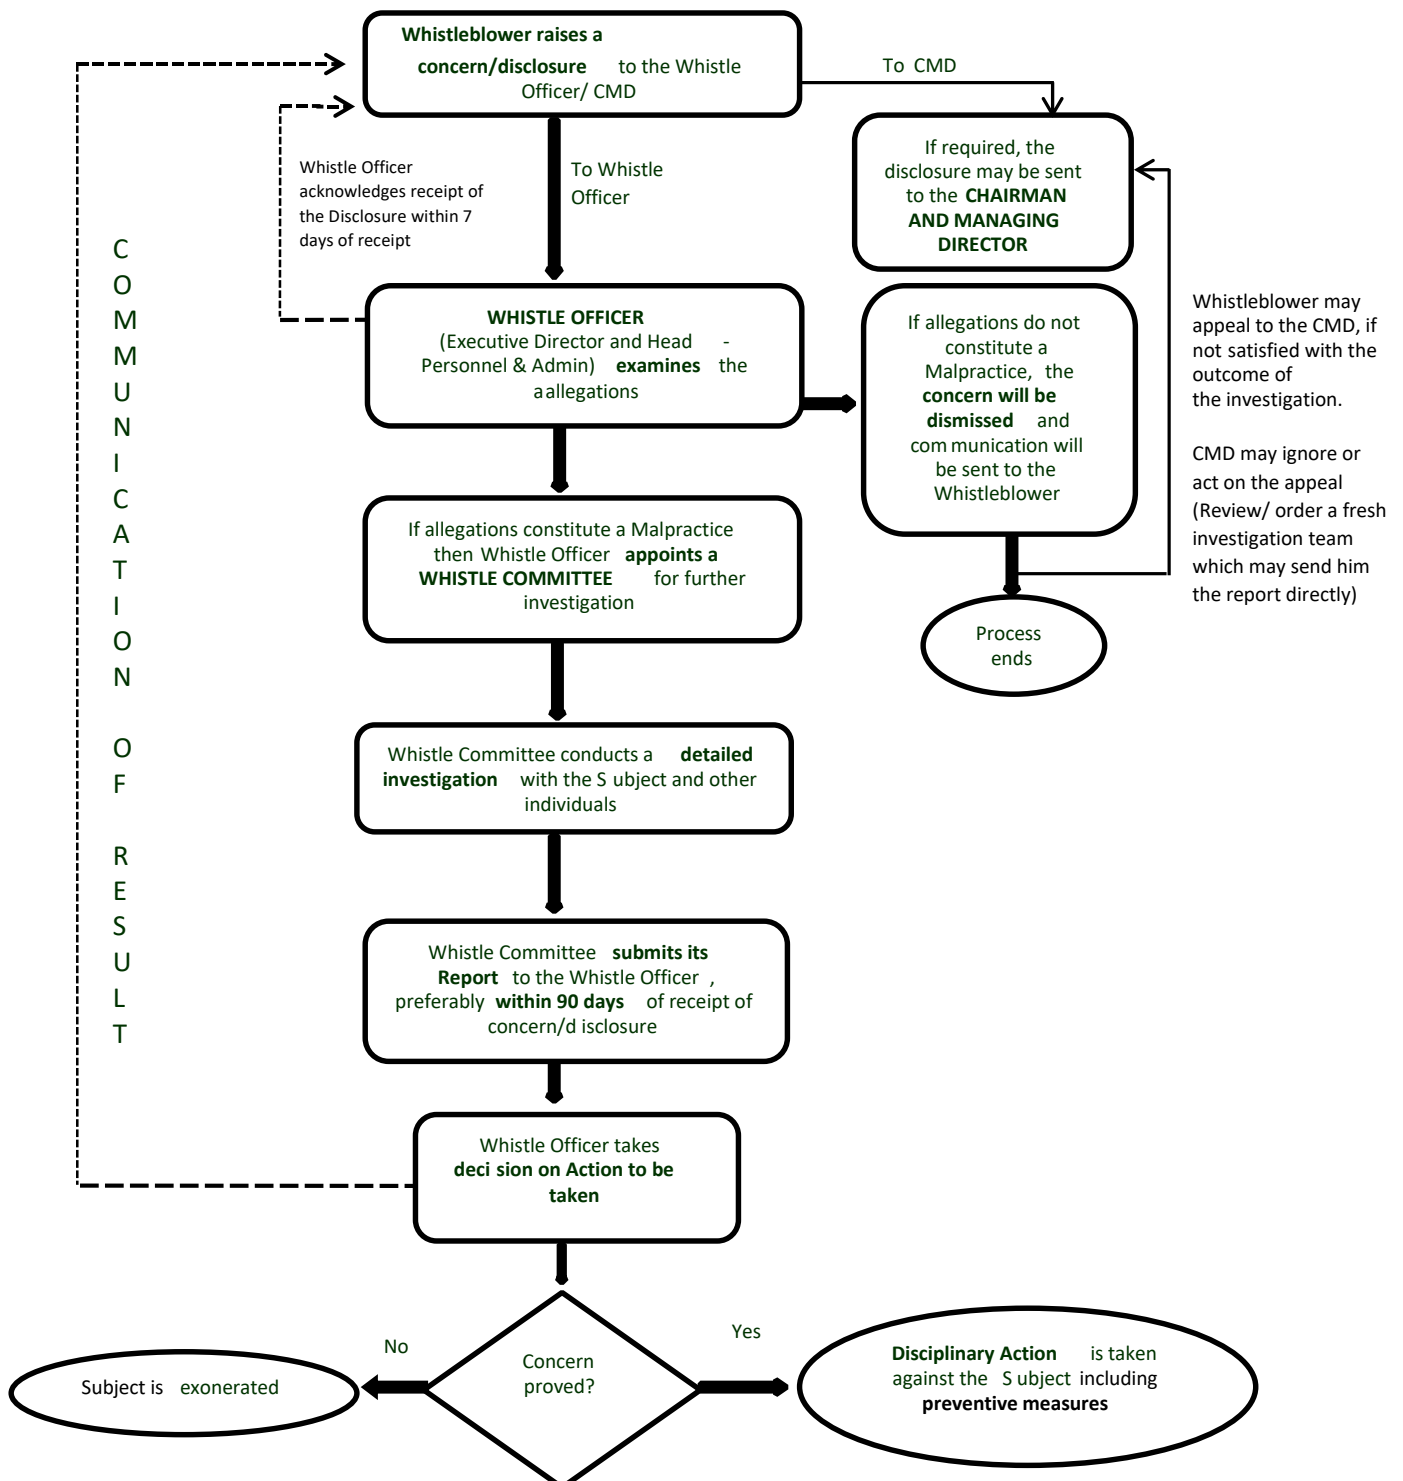 Whistleblower raises a
concern/disclosure to the Whistle
Officer/ CMD
To CMD
If required, the
disclosure may be sent
to the CHAIRMAN
AND MANAGING
DIRECTOR
Whistle Officer
acknowledges receipt of
the Disclosure within 7
days of receipt
To Whistle
Officer
C
O
M
M
U
N
I
C
A
T
I
O
N
O
F
R
E
S
U
L
T
WHISTLE OFFICER
(Executive Director and Head -
Personnel & Admin) examines the
aallegations
If allegations do not
constitute a
Malpractice, the
concern will be
dismissed and
com munication will
be sent to the
Whistleblower
Whistleblower may
appeal to the CMD, if
not satisfied with the
outcome of
the investigation.
CMD may ignore or
act on the appeal
(Review/ order a fresh
investigation team
which may send him
the report directly)
If allegations constitute a Malpractice
then Whistle Officer appoints a
WHISTLE COMMITTEE for further
investigation
Process
ends
Whistle Committee conducts a detailed
investigation with the S ubject and other
individuals
Whistle Committee submits its
Report to the Whistle Officer ,
preferably within 90 days of receipt of
concern/d isclosure
Whistle Officer takes
deci sion on Action to be
taken
No
Yes
Concern
proved?
Subject is exonerated
Disciplinary Action is taken
against the S ubject including
preventive measures